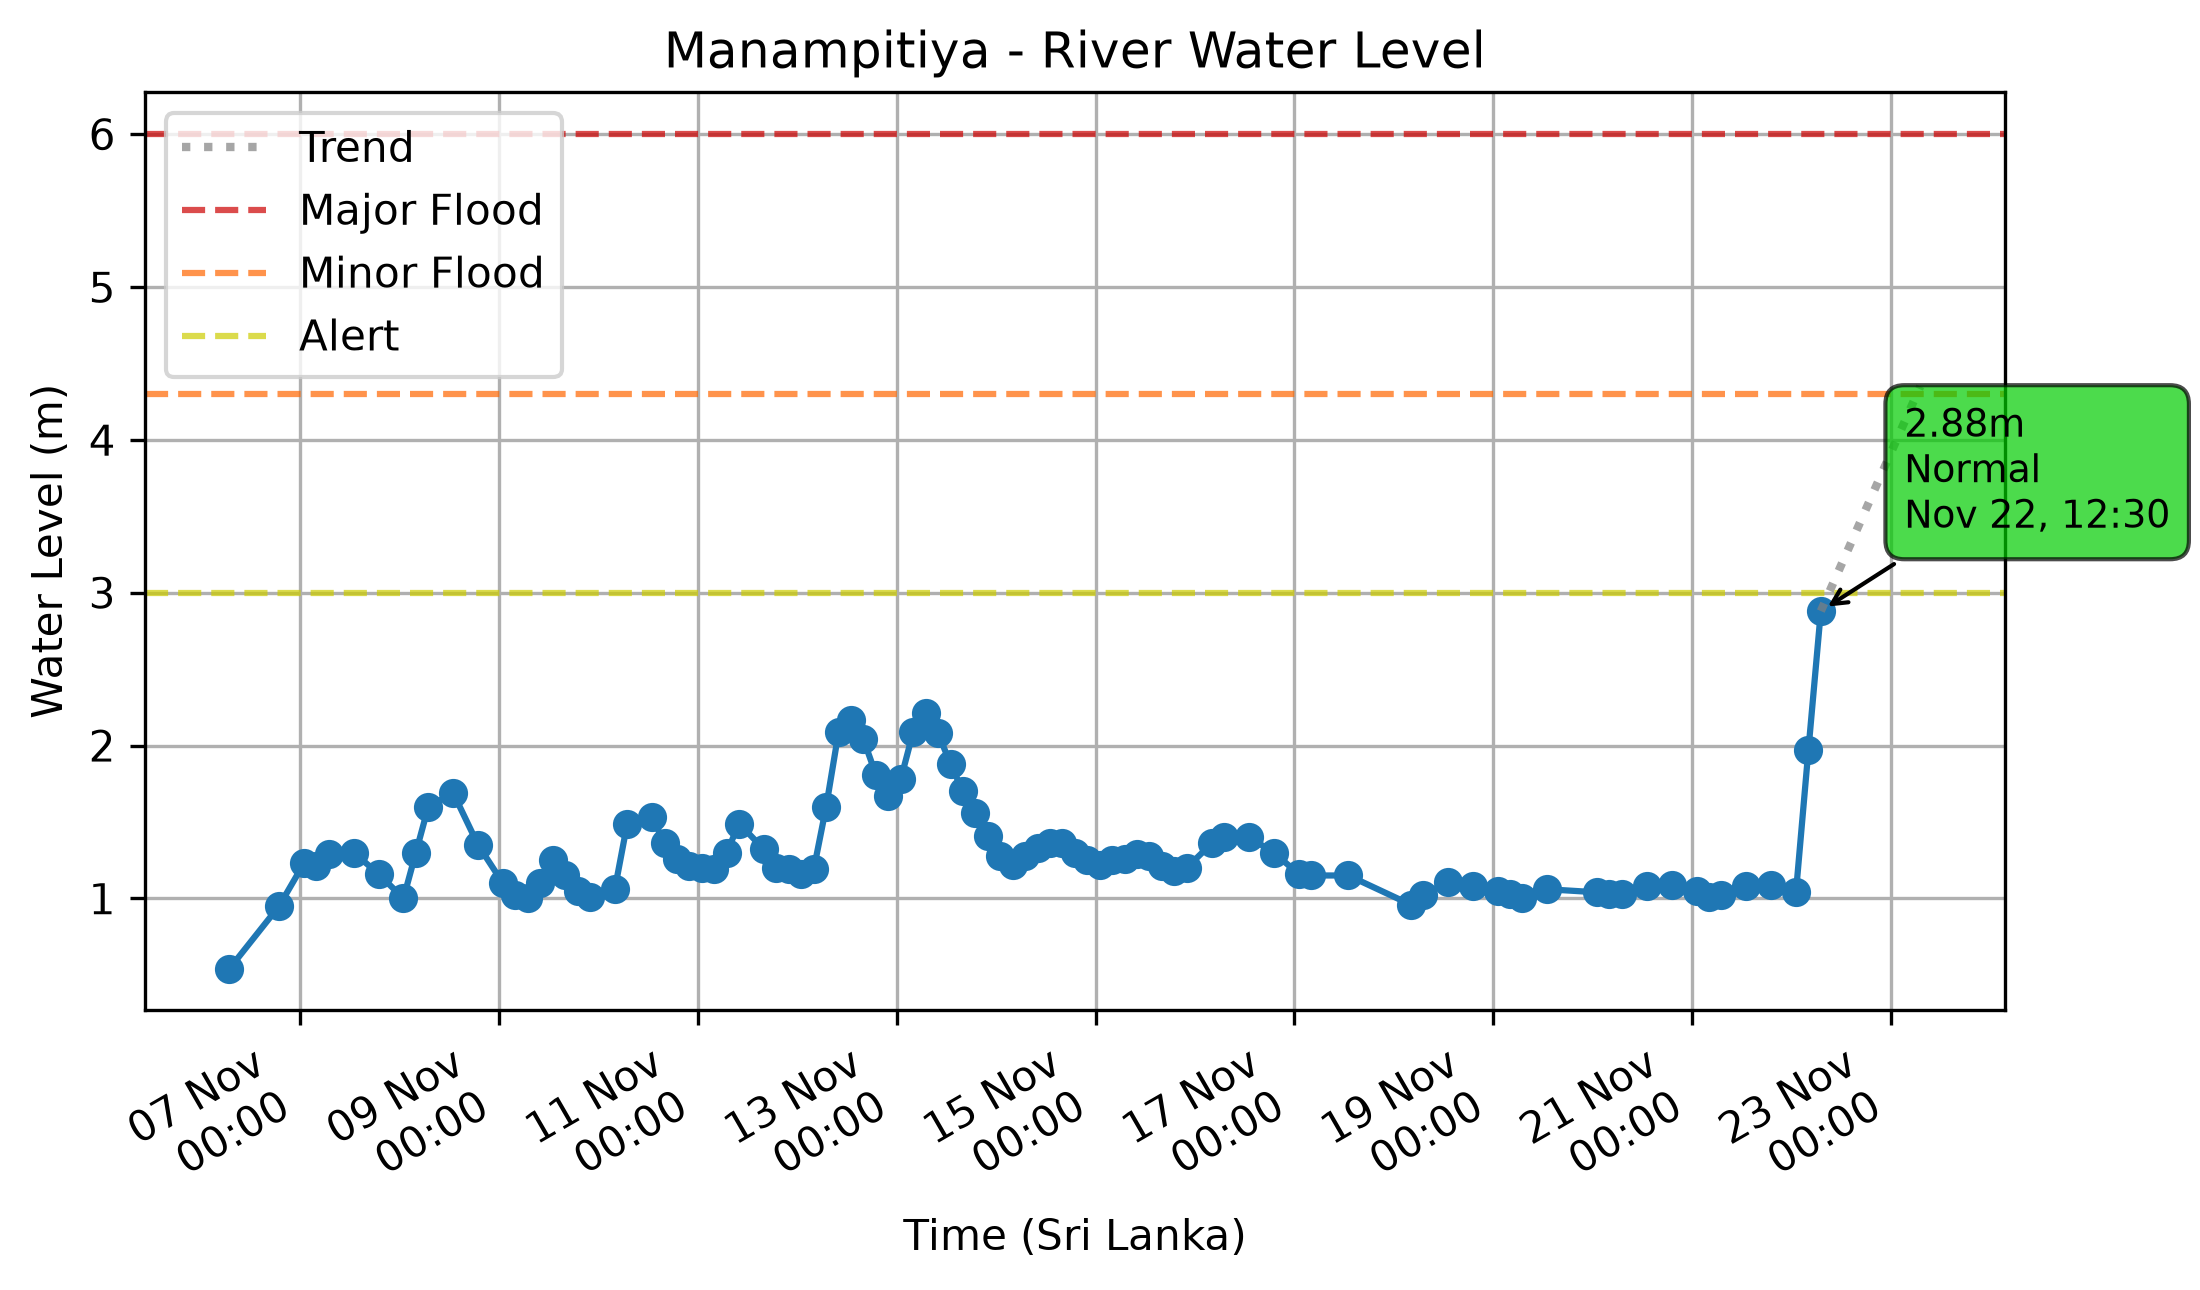 Manampitiya - River Water Level
6
5
4
3
2
1
Water Level (m)
Trend
Major Flood
Minor Flood
Alert
2.88m
Normal
Nov 22, 12:30
07 Nov
00:00
09 Nov
00:00
11 Nov
00:00
13 Nov
00:00
15 Nov
00:00
17 Nov
00:00
19 Nov
00:00
21 Nov
00:00
23 Nov
00:00
Time (Sri Lanka)